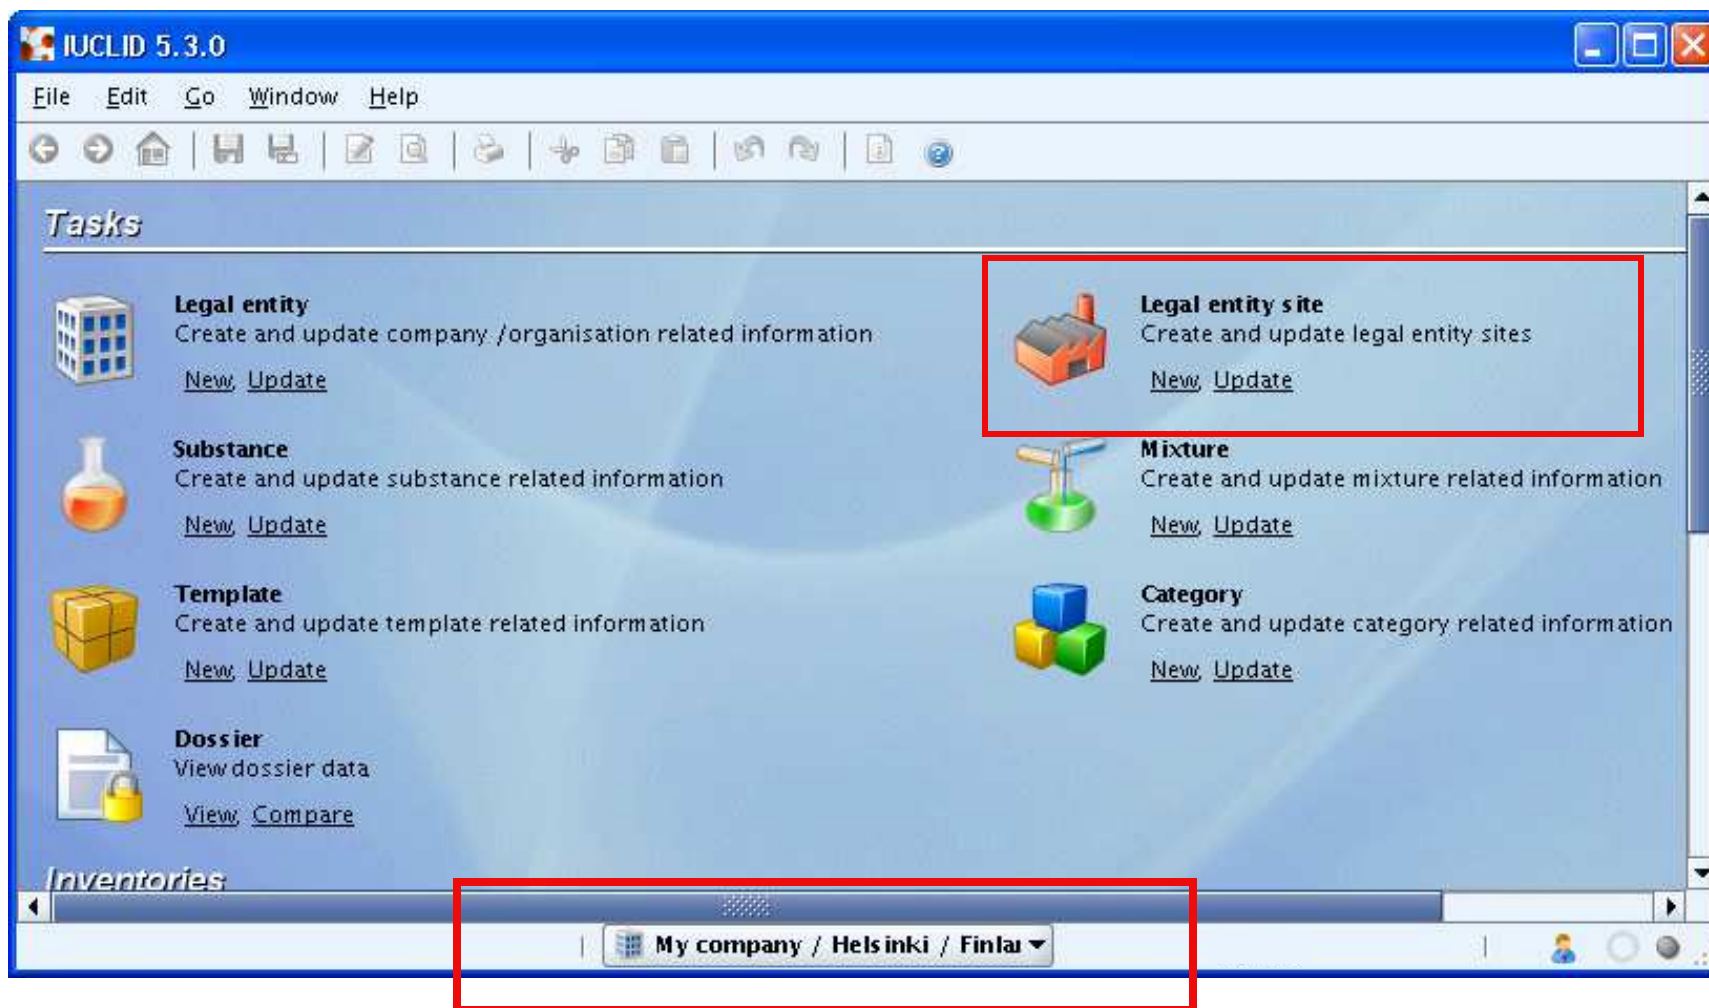 IUCLID 5.3.0
File Edit Go Window Help
Tasks
Legal entity
Create and update company /organisation related information
New, Update
Legal entity site
Create and update legal entity sites
New, Update
Substance
Create and update substance related information
New, Update
Mixture
Create and update mixture related information
New, Update
Template
Create and update template related information
New, Update
Category
Create and update category related information
New, Update
Dossier
View dossier data
View, Compare
Inventories
My company / Helsinki / Finlar